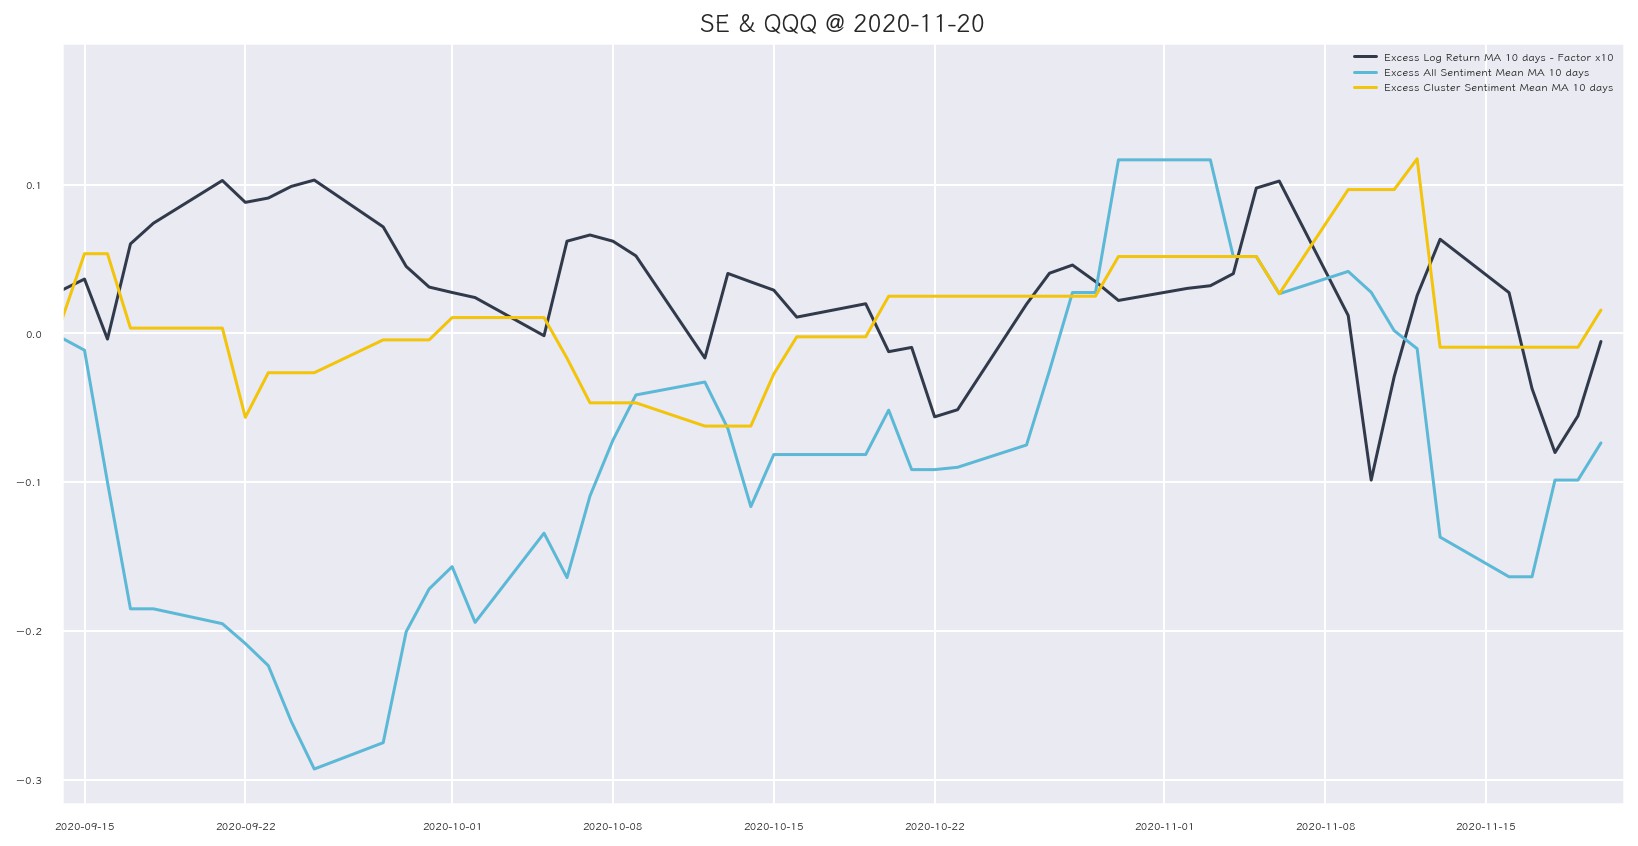 SE & QQQ @ 2020-11-20
Excess Log Return MA 10 days - Factor x10
Excess All Sentiment Mean MA 10 days
Excess Cluster Sentiment Mean MA 10 days
0.1
0.0
−0.1
−0.2
−0.3
2020-09-15 2020-09-22 2020-10-01 2020-10-08 2020-10-15 2020-10-22 2020-11-01 2020-11-08 2020-11-15